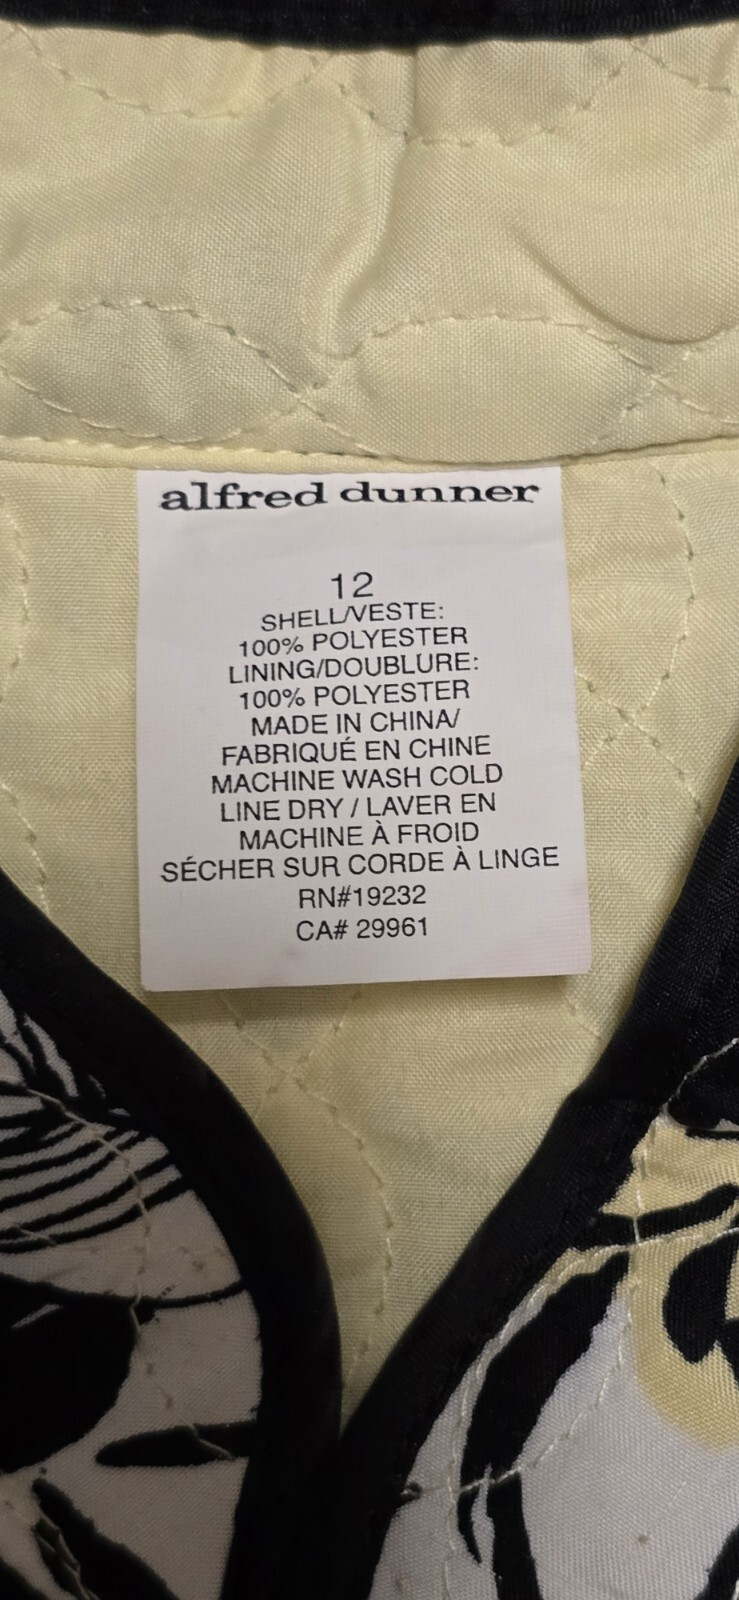 alfred dunner
12
SHELL/VESTE:
100% POLYESTER
LINING/DOUBLURE:
100% POLYESTER
MADE IN CHINA/
FABRIQUÉ EN CHINE
MACHINE WASH COLD
LINE DRY / LAVER EN
MACHINE À FROID
SÉCHER SUR CORDE À LINGE
RN#19232
CA# 29961